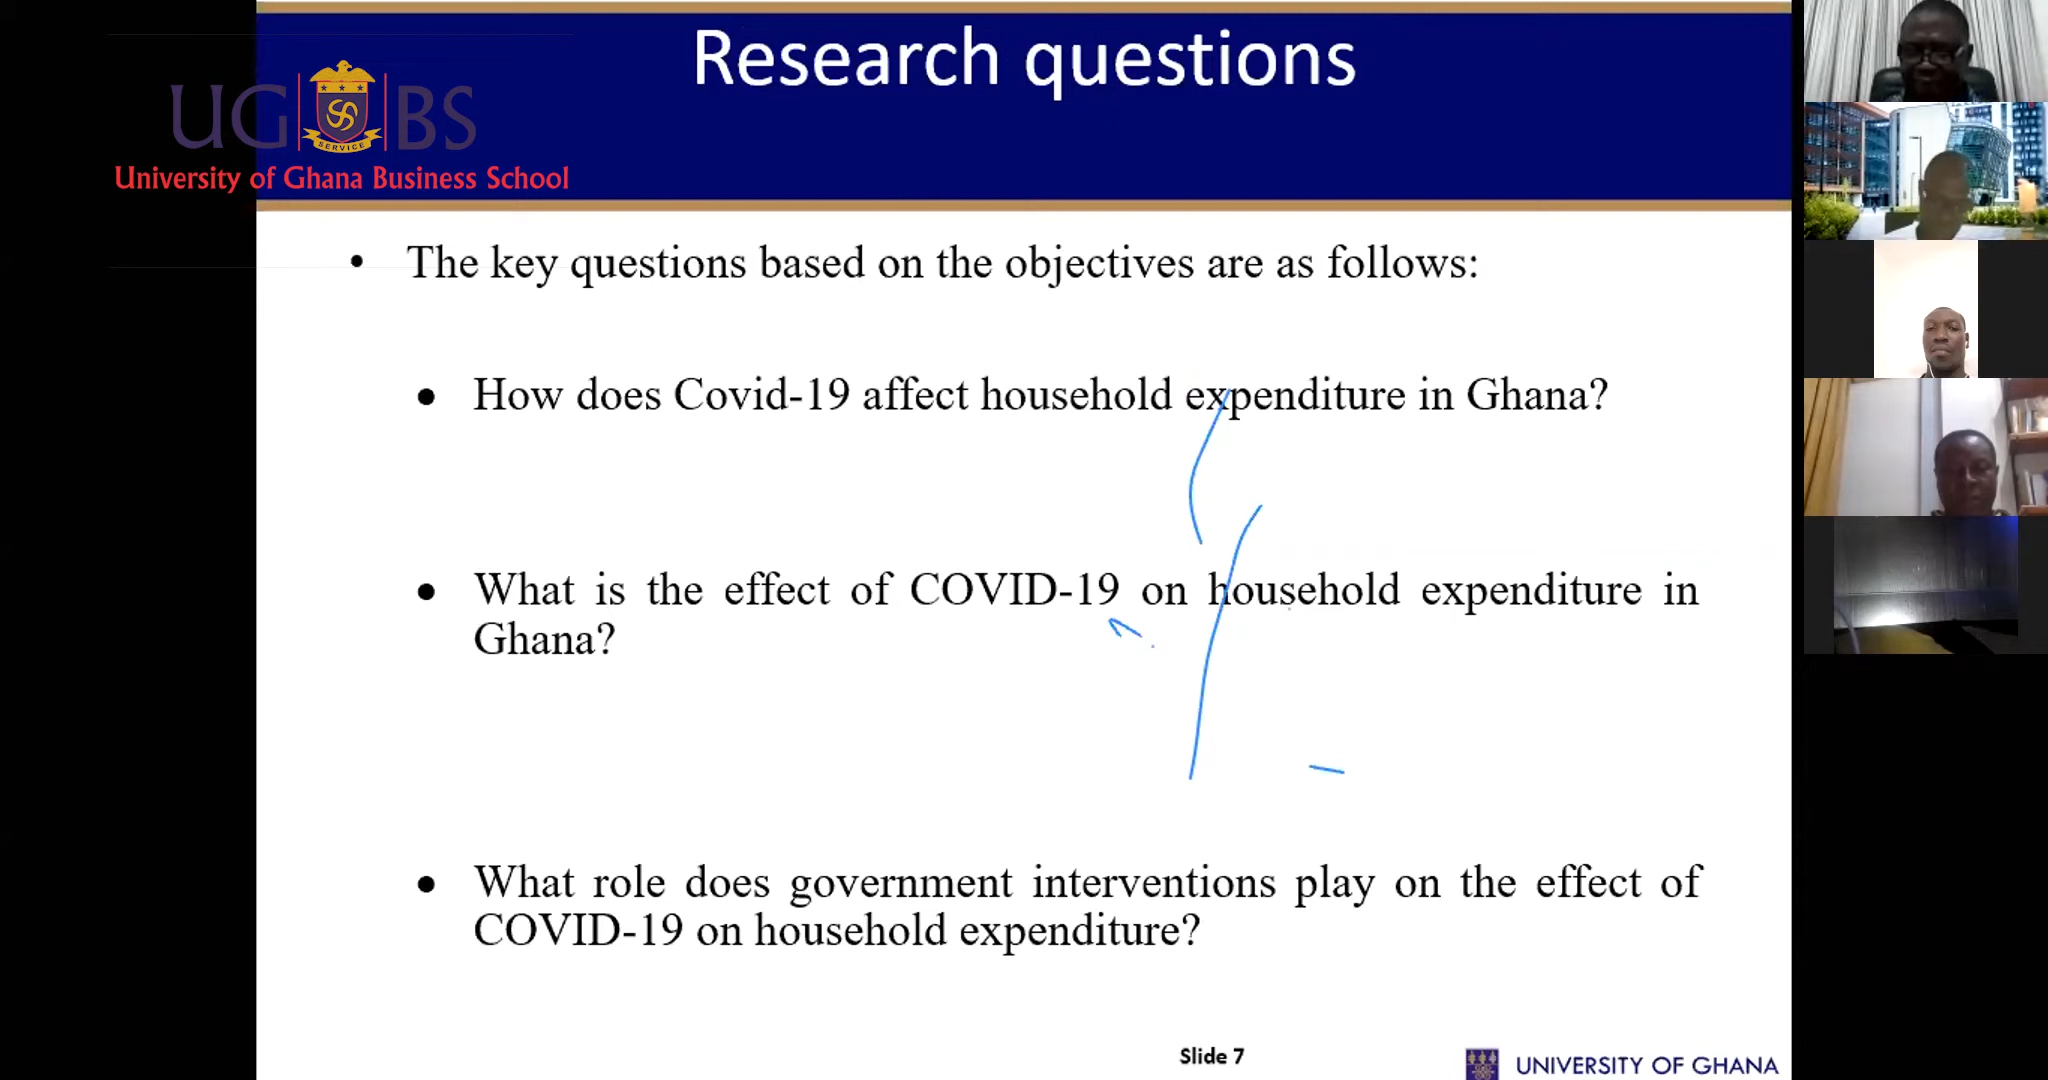 Research questions
UG BS
SERVICE
University of Ghana Business School
• The key questions based on the objectives are as follows:
• How does Covid-19 affect household expenditure in Ghana?
• What is the effect of COVID-19 on household expenditure in
Ghana?
• What role does government interventions play on the effect of
COVID-19 on household expenditure?
Slide 7
UNIVERSITY OF GHANA